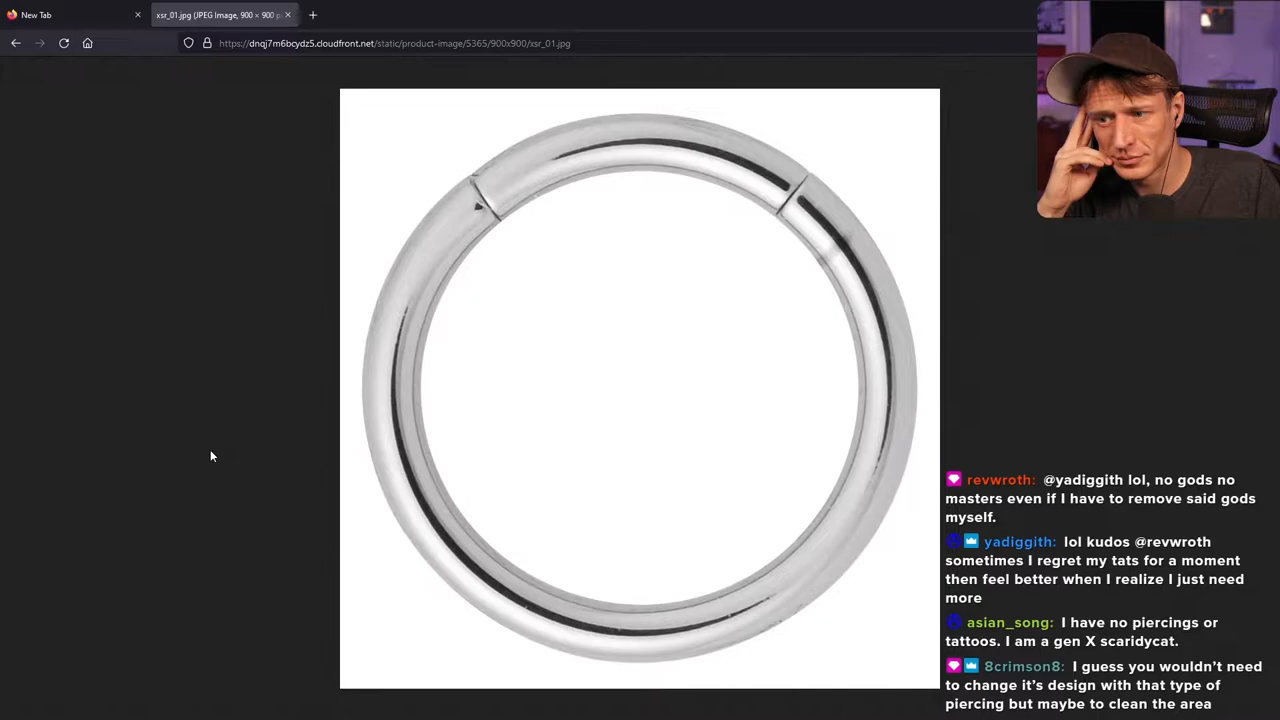 New Tab
xsr_01.jpg (JPEG Image, 900 × 900 p
https://dnqj7m6bcydz5.cloudfront.net/static/product-image/5365/900x900/xsr_01.jpg
revwroth: @yadiggith lol, no gods no
masters even if I have to remove said gods
myself.
yadiggith: lol kudos @revwroth
sometimes I regret my tats for a moment
then feel better when I realize I just need
more
asian_song: I have no piercings or
tattoos. I am a gen X scaridycat.
8crimson8: I guess you wouldn't need
to change it's design with that type of
piercing but maybe to clean the area